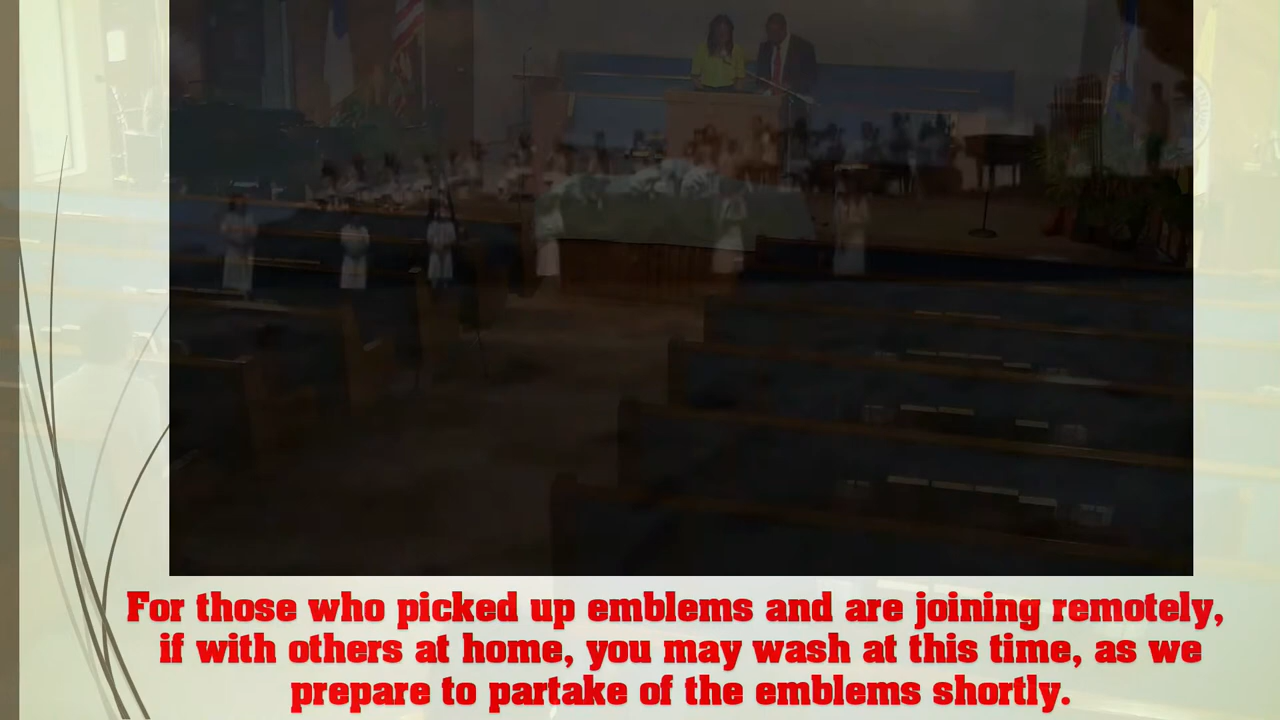 For those who picked up emblems and are joining remotely,
if with others at home, you may wash at this time, as we
prepare to partake of the emblems shortly.